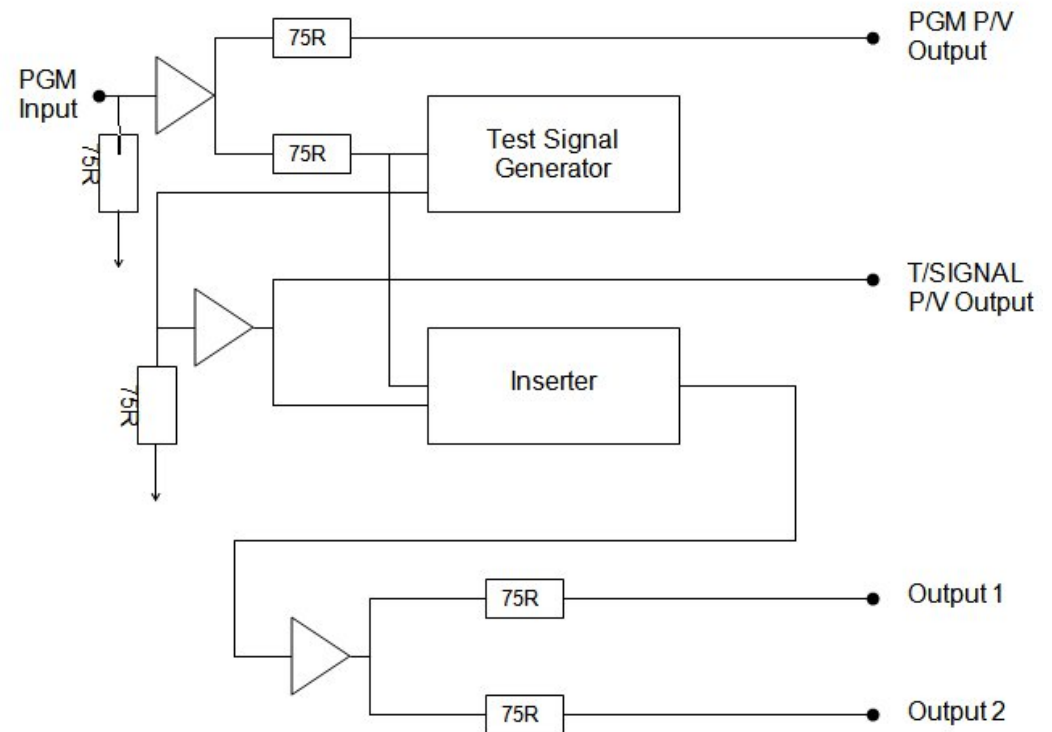 75R
PGM P/V
Output
PGM
Input
75R
75R
Test Signal
Generator
T/SIGNAL
P/V Output
75R
Inserter
75R
Output 1
75R
Output 2